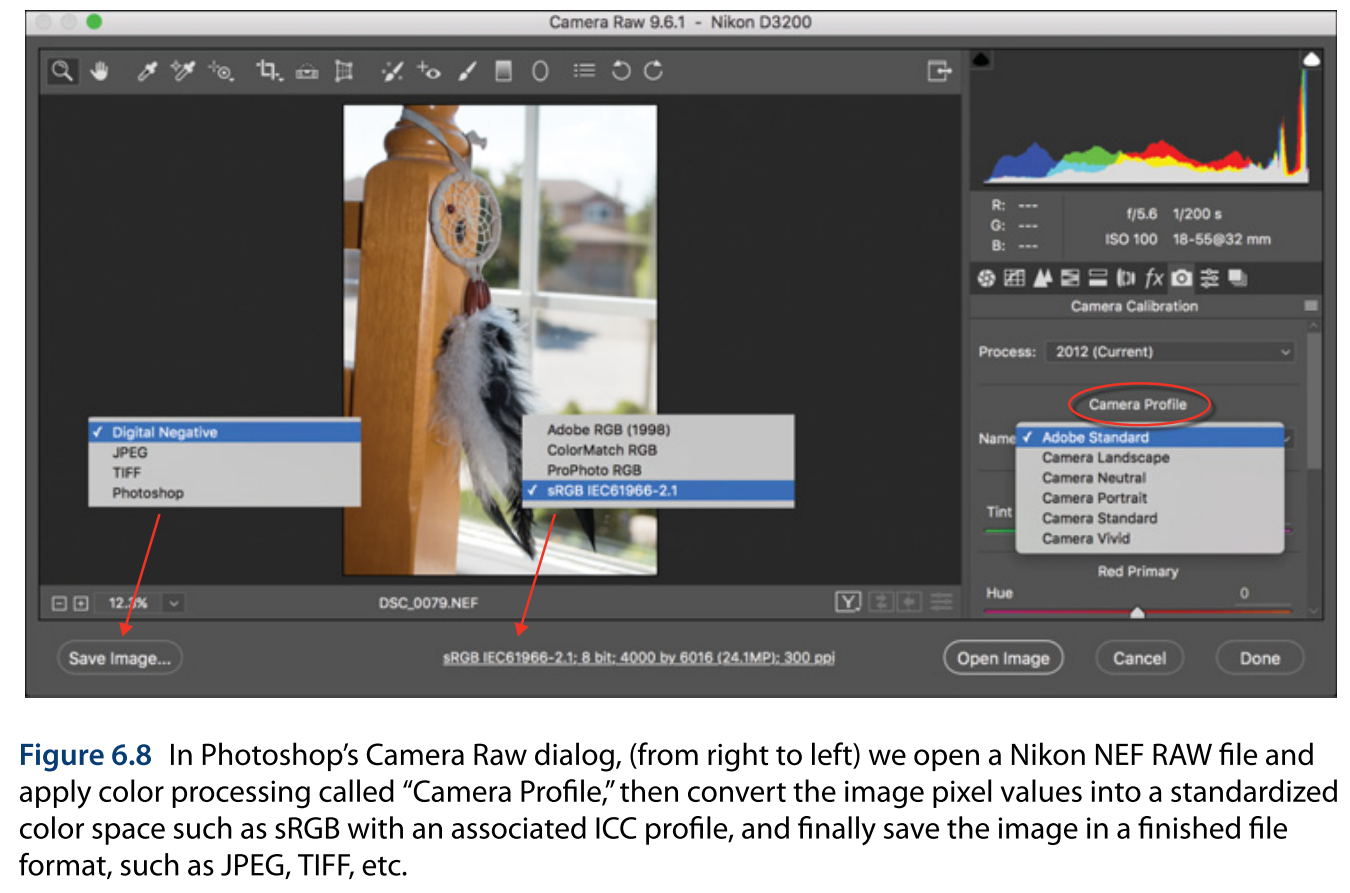 Camera Raw 9.6.1 - Nikon D3200
R: ---
G: ---
B: ---
f/5.6 1/200 s
ISO 100 18-55@32 mm
fx
Camera Calibration
Process: 2012 (Current)
Camera Profile
Name
✓ Adobe Standard
Camera Landscape
Camera Neutral
Camera Portrait
Camera Standard
Camera Vivid
Tint
Red Primary
Hue 0
✓ Digital Negative
JPEG
TIFF
Photoshop
Adobe RGB (1998)
ColorMatch RGB
ProPhoto RGB
✓ sRGB IEC61966-2.1
DSC_0079.NEF
Y
Save Image...
sRGB IEC61966-2.1; 8 bit; 4000 by 6016 (24.1MP); 300 ppi
Open Image
Cancel
Done
Figure 6.8 In Photoshop’s Camera Raw dialog, (from right to left) we open a Nikon NEF RAW file and
apply color processing called “Camera Profile,” then convert the image pixel values into a standardized
color space such as sRGB with an associated ICC profile, and finally save the image in a finished file
format, such as JPEG, TIFF, etc.